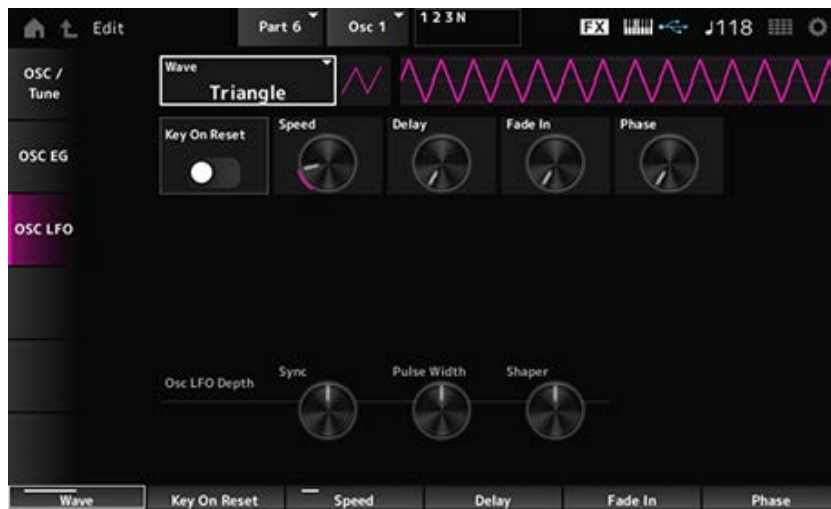 Edit
Part 6
Osc 1
1 2 3 N
FX
♩118
OSC /
Tune
Wave
Triangle
Key On Reset
Speed
Delay
Fade In
Phase
OSC EG
OSC LFO
Osc LFO Depth
Sync
Pulse Width
Shaper
Wave
Key On Reset
Speed
Delay
Fade In
Phase